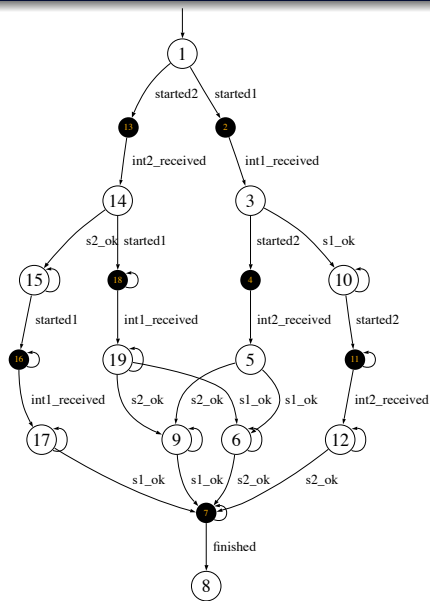 1
started2 started1
13 2
int2_received int1_received
14 3
s2_ok started1 started2 s1_ok
15 18 4 10
started1 int1_received int2_received started2
16 19 5 11
int1_received s2_ok s2_ok s1_ok s1_ok int2_received
17 9 6 12
s1_ok s1_ok s2_ok s2_ok
7
finished
8